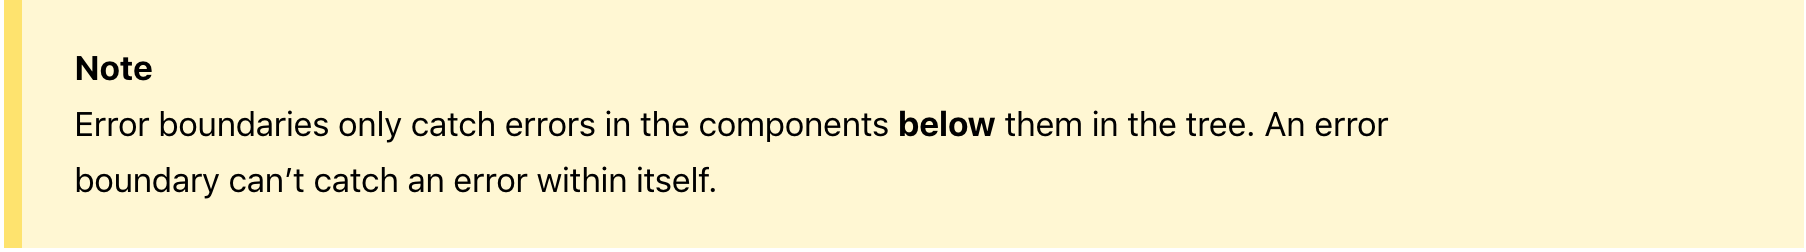 Note
Error boundaries only catch errors in the components below them in the tree. An error
boundary can’t catch an error within itself.